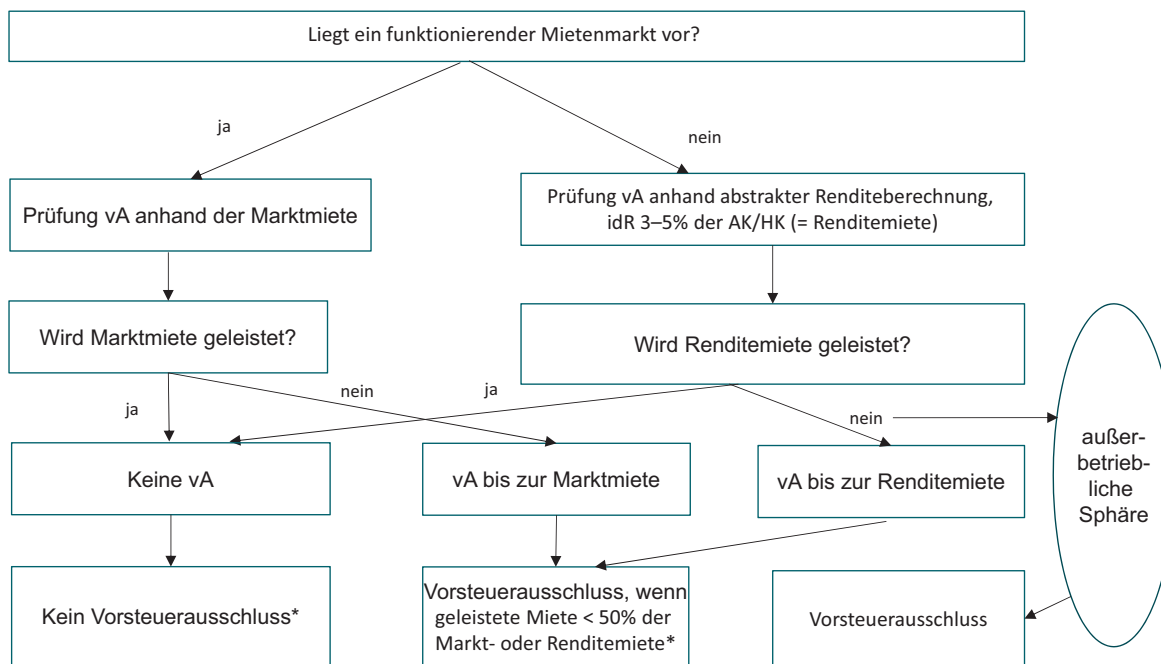 Liegt ein funktionierender Mietenmarkt vor?
ja
nein
Prüfung vA anhand der Marktmiete
Prüfung vA anhand abstrakter Renditeberechnung,
idR 3–5% der AK/HK (= Renditemiete)
Wird Marktmiete geleistet?
Wird Renditemiete geleistet?
ja
nein
ja
nein
außer-
betrieb-
liche
Sphäre
Keine vA
vA bis zur Marktmiete
vA bis zur Renditemiete
Kein Vorsteuerausschluss*
Vorsteuerausschluss, wenn
geleistete Miete < 50% der
Markt- oder Renditemiete*
Vorsteuerausschluss